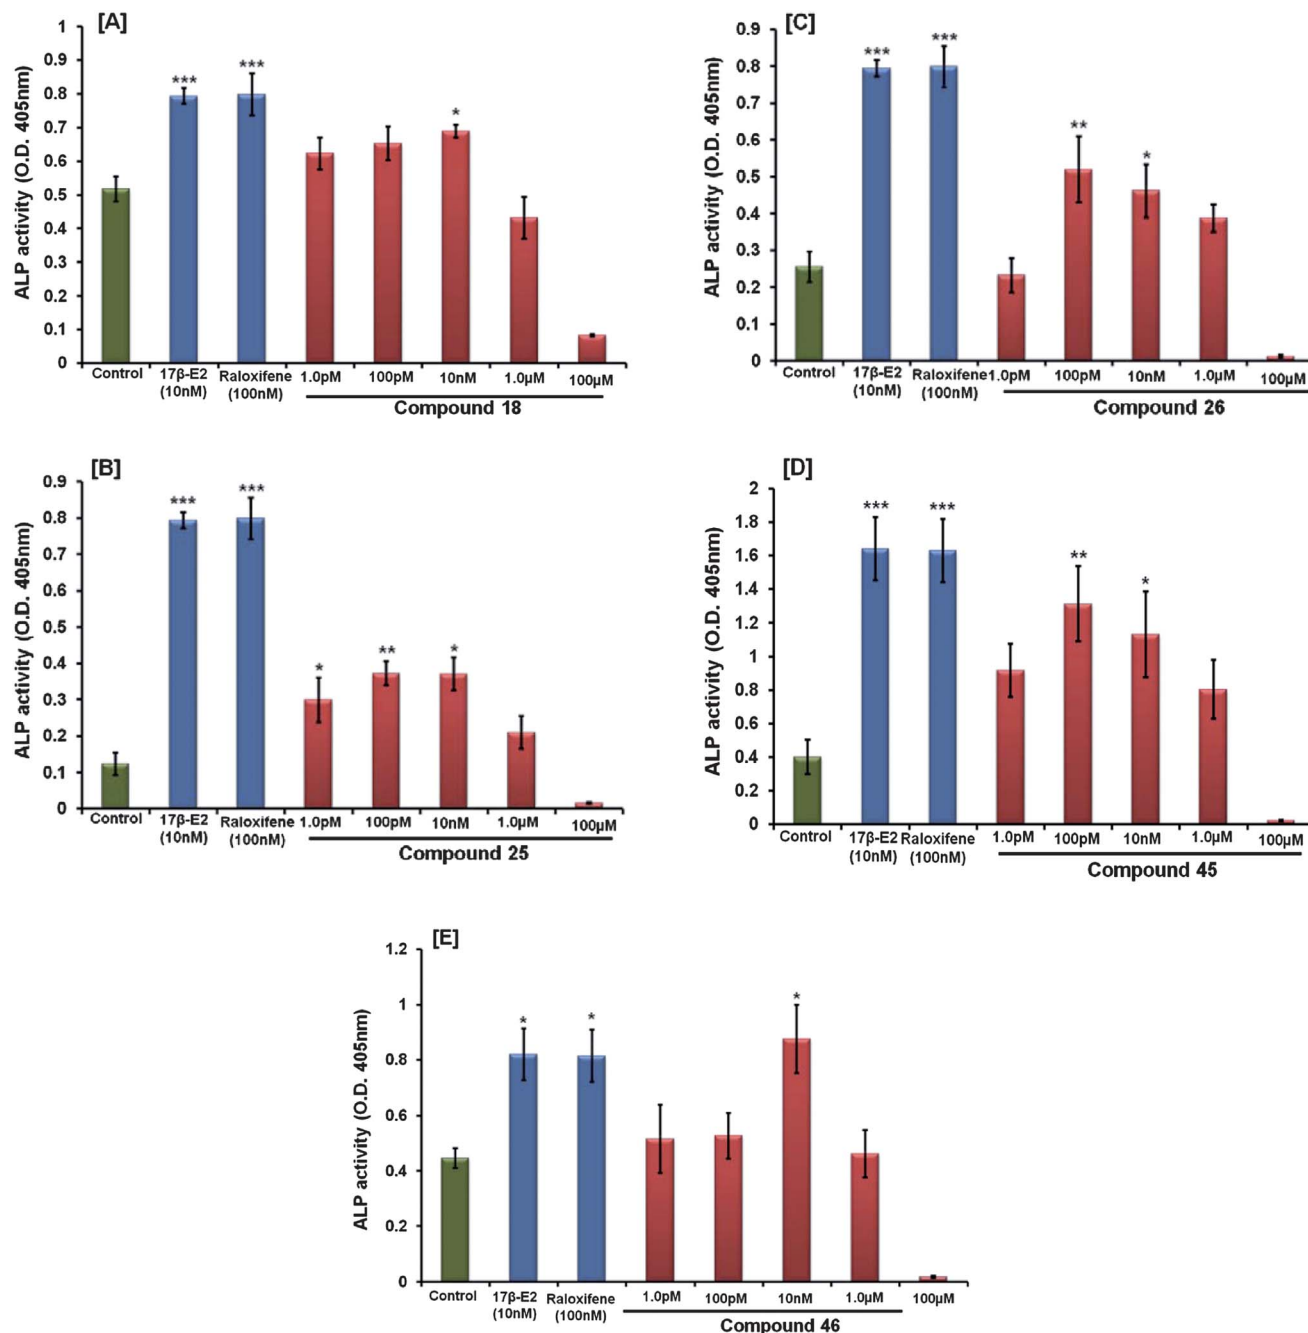 [A]
ALP activity (O.D. 405nm)
1
0.9
0.8
0.7
0.6
0.5
0.4
0.3
0.2
0.1
0
***
***
*
Control
17β-E2
(10nM)
Raloxifene
(100nM)
1.0pM
100pM
10nM
1.0μM
100μM
Compound 18
[C]
ALP activity (O.D. 405nm)
0.9
0.8
0.7
0.6
0.5
0.4
0.3
0.2
0.1
0
***
***
**
*
Control
17β-E2
(10nM)
Raloxifene
(100nM)
1.0pM
100pM
10nM
1.0μM
100μM
Compound 26
[B]
ALP activity (O.D. 405nm)
0.9
0.8
0.7
0.6
0.5
0.4
0.3
0.2
0.1
0
***
***
*
**
*
Control
17β-E2
(10nM)
Raloxifene
(100nM)
1.0pM
100pM
10nM
1.0μM
100μM
Compound 25
[D]
ALP activity (O.D. 405nm)
2
1.8
1.6
1.4
1.2
1
0.8
0.6
0.4
0.2
0
***
***
**
*
Control
17β-E2
(10nM)
Raloxifene
(100nM)
1.0pM
100pM
10nM
1.0μM
100μM
Compound 45
[E]
ALP activity (O.D. 405nm)
1.2
1
0.8
0.6
0.4
0.2
0
*
*
*
Control
17β-E2
(10nM)
Raloxifene
(100nM)
1.0pM
100pM
10nM
1.0μM
100μM
Compound 46